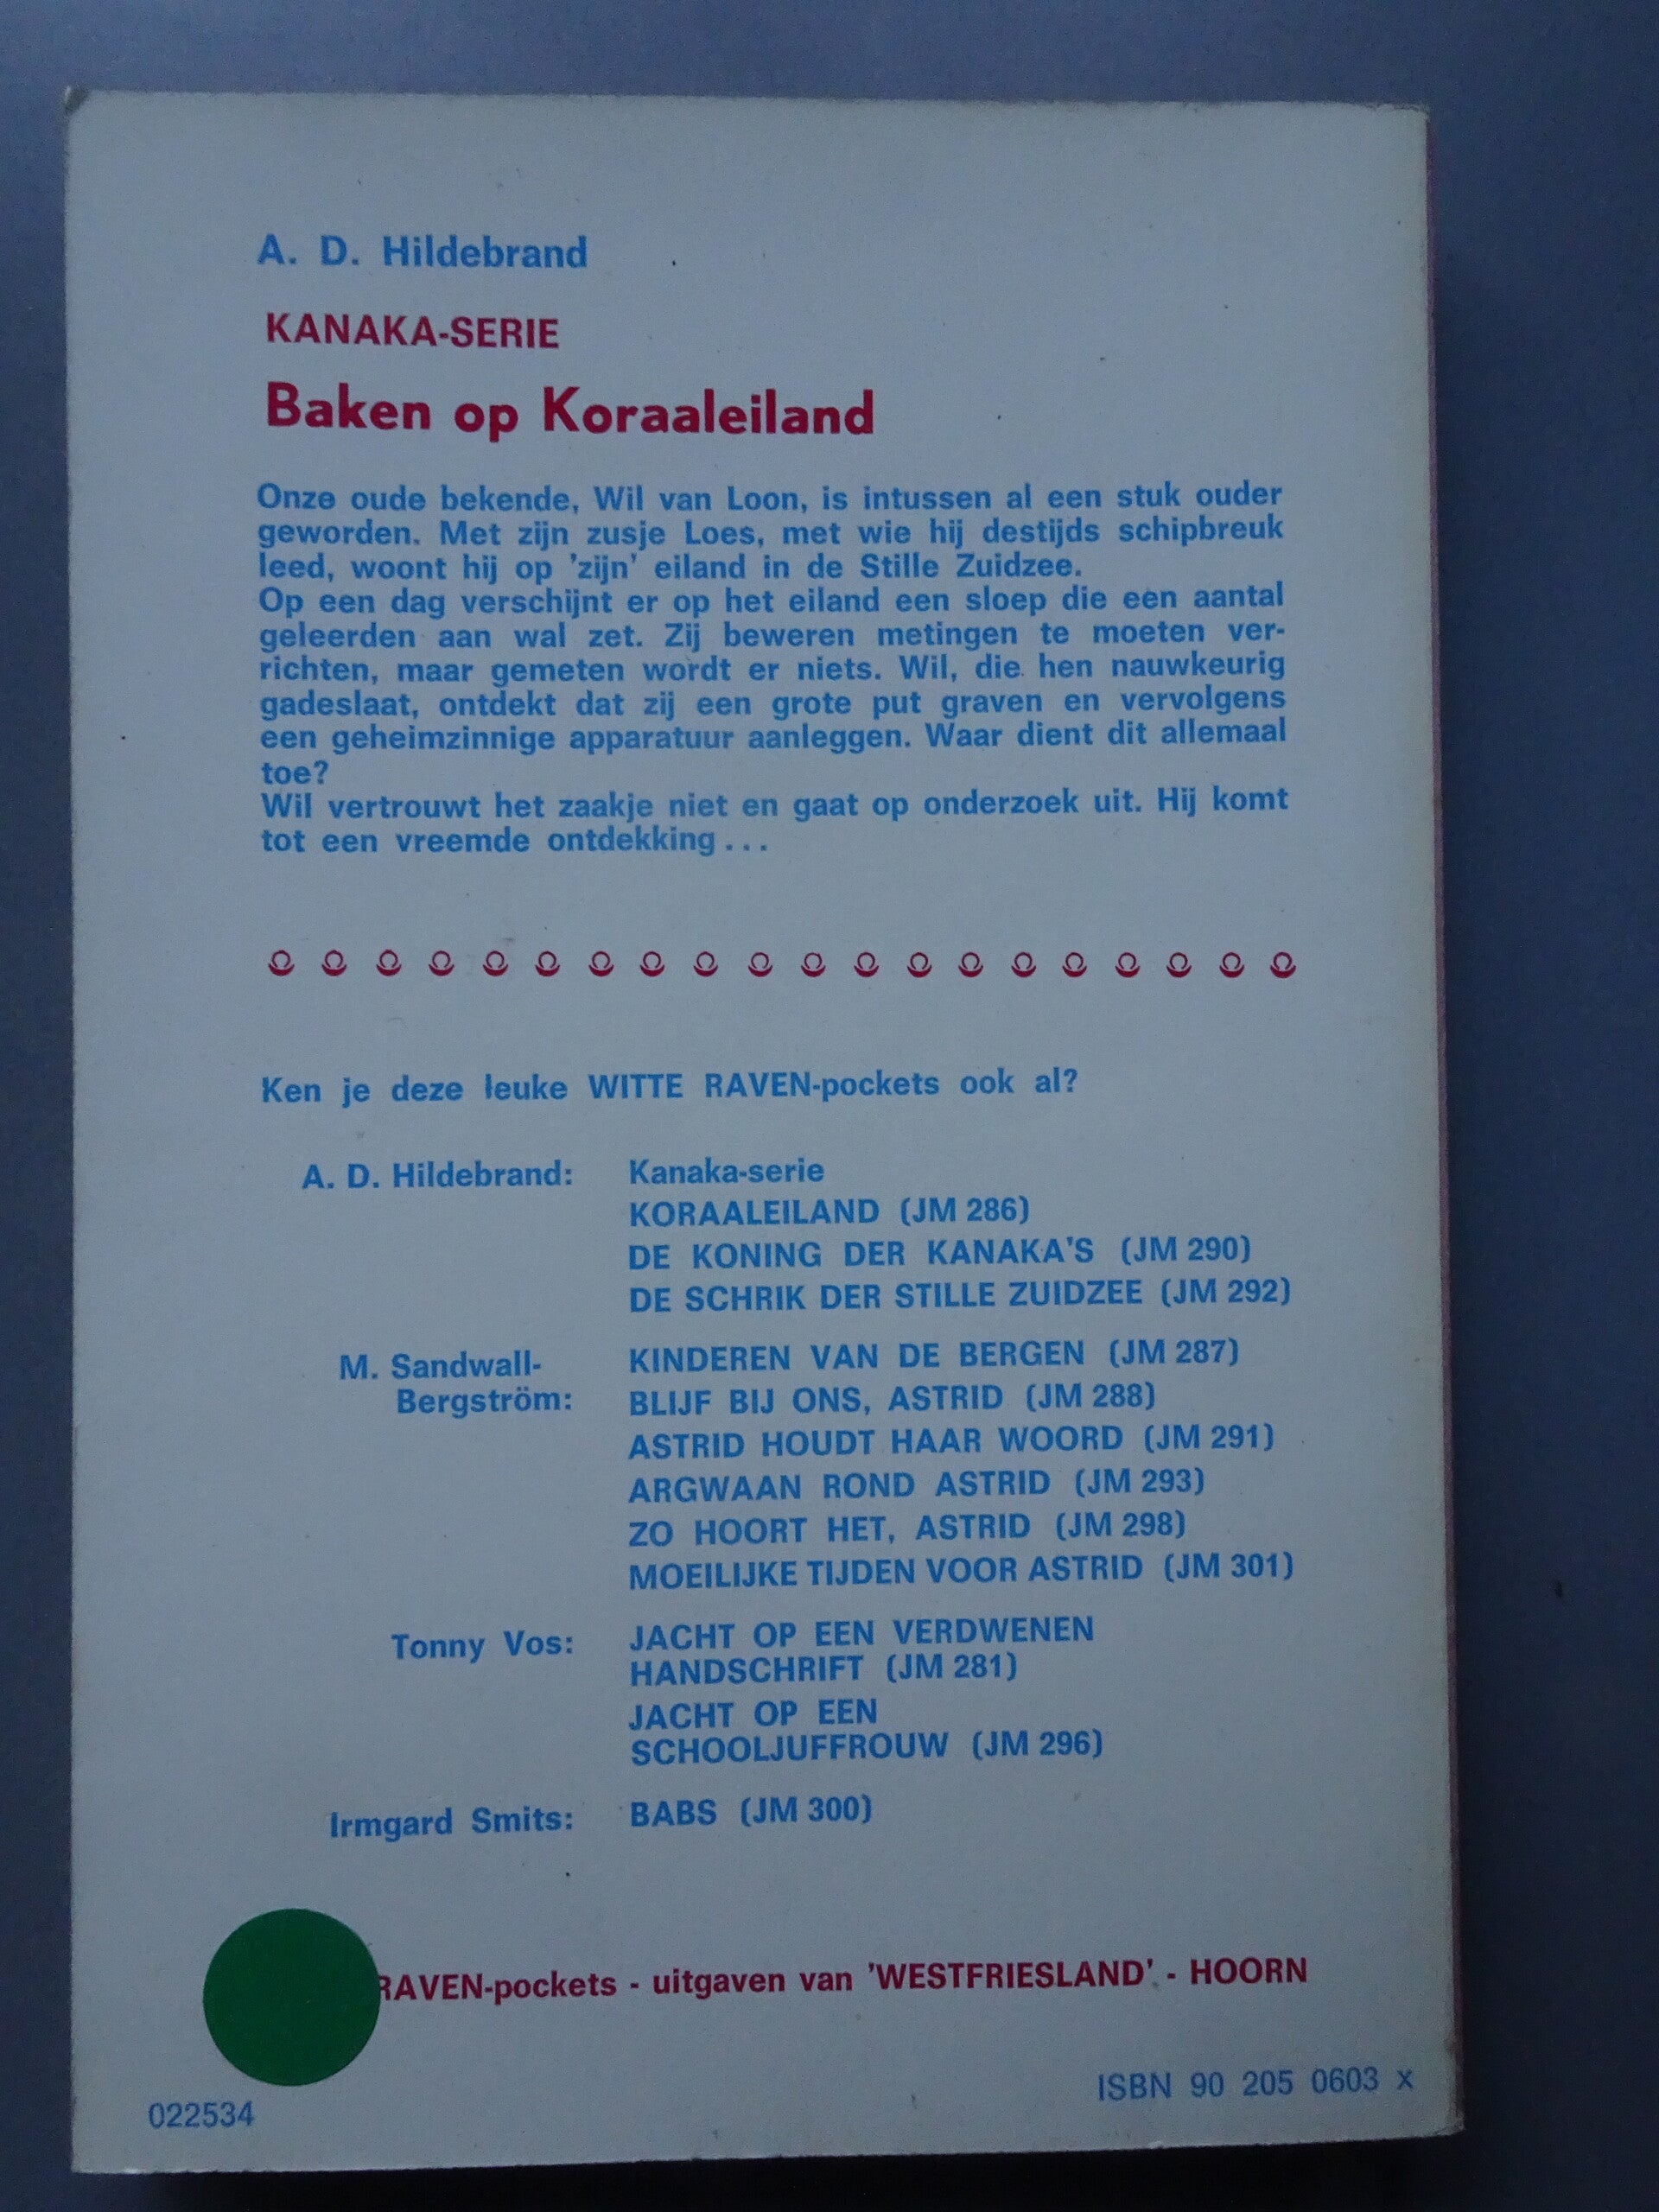 A. D. Hildebrand
KANAKA-SERIE
Baken op Koraaleiland
Onze oude bekende, Wil van Loon, is intussen al een stuk ouder
geworden. Met zijn zusje Loes, met wie hij destijds schipbreuk
leed, woont hij op 'zijn' eiland in de Stille Zuidzee.
Op een dag verschijnt er op het eiland een sloep die een aantal
geleerden aan wal zet. Zij beweren metingen te moeten ver-
richten, maar gemeten wordt er niets. Wil, die hen nauwkeurig
gadeslaat, ontdekt dat zij een grote put graven en vervolgens
een geheimzinnige apparatuur aanleggen. Waar dient dit allemaal
toe?
Wil vertrouwt het zaakje niet en gaat op onderzoek uit. Hij komt
tot een vreemde ontdekking...
Ken je deze leuke WITTE RAVEN-pockets ook al?
A. D. Hildebrand: Kanaka-serie
KORAALEILAND (JM 286)
DE KONING DER KANAKA'S (JM 290)
DE SCHRIK DER STILLE ZUIDZEE (JM 292)
M. Sandwall- KINDEREN VAN DE BERGEN (JM 287)
Bergström: BLIJF BIJ ONS, ASTRID (JM 288)
ASTRID HOUDT HAAR WOORD (JM 291)
ARGWAAN ROND ASTRID (JM 293)
ZO HOORT HET, ASTRID (JM 298)
MOEILIJKE TIJDEN VOOR ASTRID (JM 301)
Tonny Vos: JACHT OP EEN VERDWENEN
HANDSCHRIFT (JM 281)
JACHT OP EEN
SCHOOLJUFFROUW (JM 296)
Irmgard Smits: BABS (JM 300)
RAVEN-pockets - uitgaven van 'WESTFRIESLAND' - HOORN
ISBN 90 205 0603 x
022534